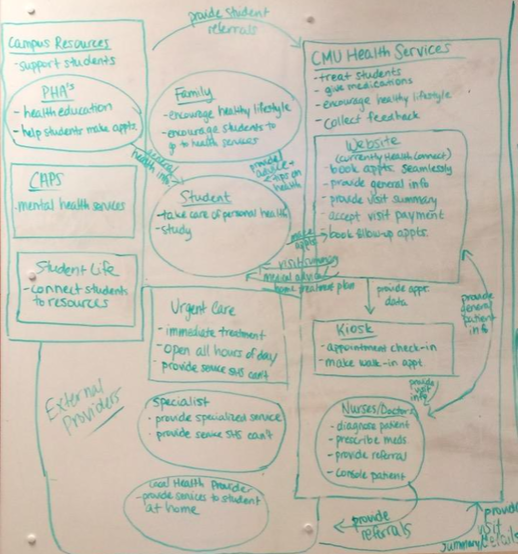 provide student
referrals
Campus Resources
- support students
PHA's
- health education
- help students make appts.
CAPS
- mental health services
Student Life
- connect students
to resources
Family
- encourage healthy lifestyle
- encourage students to
go to health services
general
health info
provide
advice +
tips on
health
Student
- take care of personal health
- study
make
appts
visit summary
medical advice
home treatment plan
CMU Health Services
- treat students
- give medications
- encourage healthy lifestyle
- collect feedback
Website
(currently Health Connect)
- book appts. seamlessly
- provide general info
- provide visit summary
- accept visit payment
- book follow-up appts.
provide appt.
data
provide
general
patient
info
Kiosk
- appointment check-in
- make walk-in appt.
provide
visit
info
Nurses/Doctors
- diagnose patient
- prescribe meds
- provide referral
- console patient
External
Providers
Urgent Care
- immediate treatment
- open all hours of day
- provide service SHS can't
Specialist
- provide specialized service
- provide service SHS can't
Local Health Provider
- provide services to student
at home
provide
referrals
provide
visit
summary/details